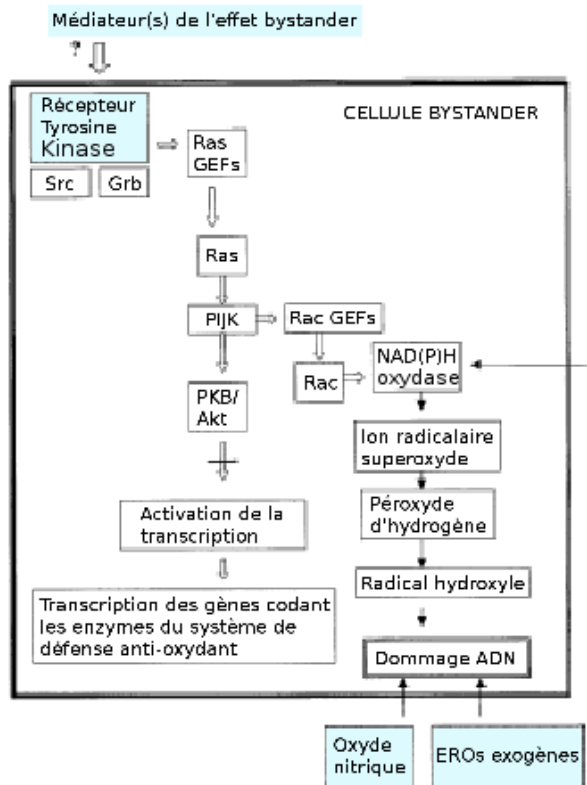 Médiateur(s) de l'effet bystander
?
Récepteur
Tyrosine
Kinase
CELLULE BYSTANDER
Ras
GEFs
Src
Grb
Ras
PIJK
Rac GEFs
NAD(P)H
oxydase
Rac
PKB/
Akt
Ion radicalaire
superoxyde
Activation de la
transcription
Péroxyde
d'hydrogène
Radical hydroxyle
Transcription des gènes codant
les enzymes du système de
défense anti-oxydant
Dommage ADN
Oxyde
nitrique
EROs exogènes